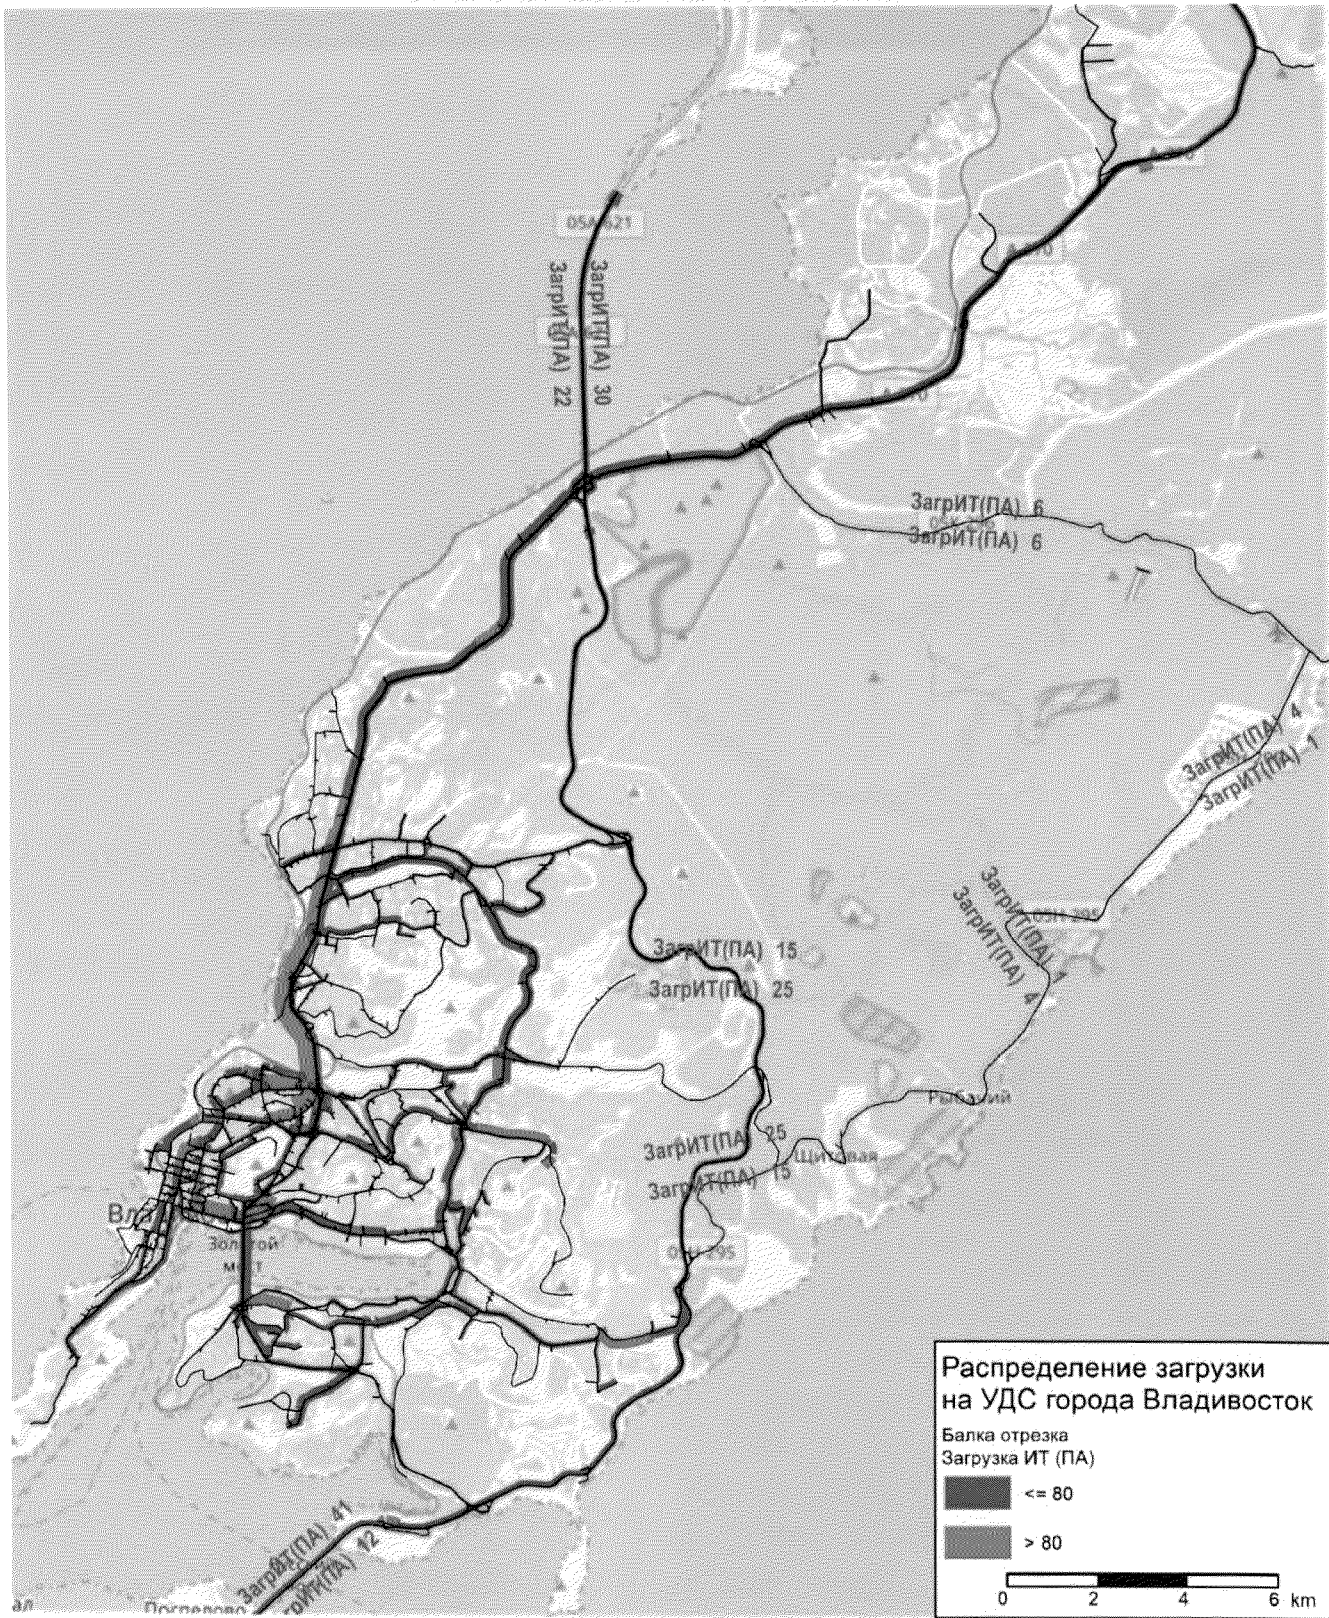 05А 621
ЗагрИТ(ПА) 30
ЗагрИТ(ПА) 22
ЗагрИТ(ПА) 6
ЗагрИТ(ПА) 6
ЗагрИТ(ПА) 4
ЗагрИТ(ПА) 1
ЗагрИТ(ПА) 1
ЗагрИТ(ПА) 4
ЗагрИТ(ПА) 15
ЗагрИТ(ПА) 25
Рыбачий
ЗагрИТ(ПА) 25
Щитовая
ЗагрИТ(ПА) 15
Золотой
мост
ЗагрИТ(ПА) 41
ЗагрИТ(ПА) 12
Поспелово
Распределение загрузки
на УДС города Владивосток
Балка отрезка
Загрузка ИТ (ПА)
<= 80
> 80
0 2 4 6 km